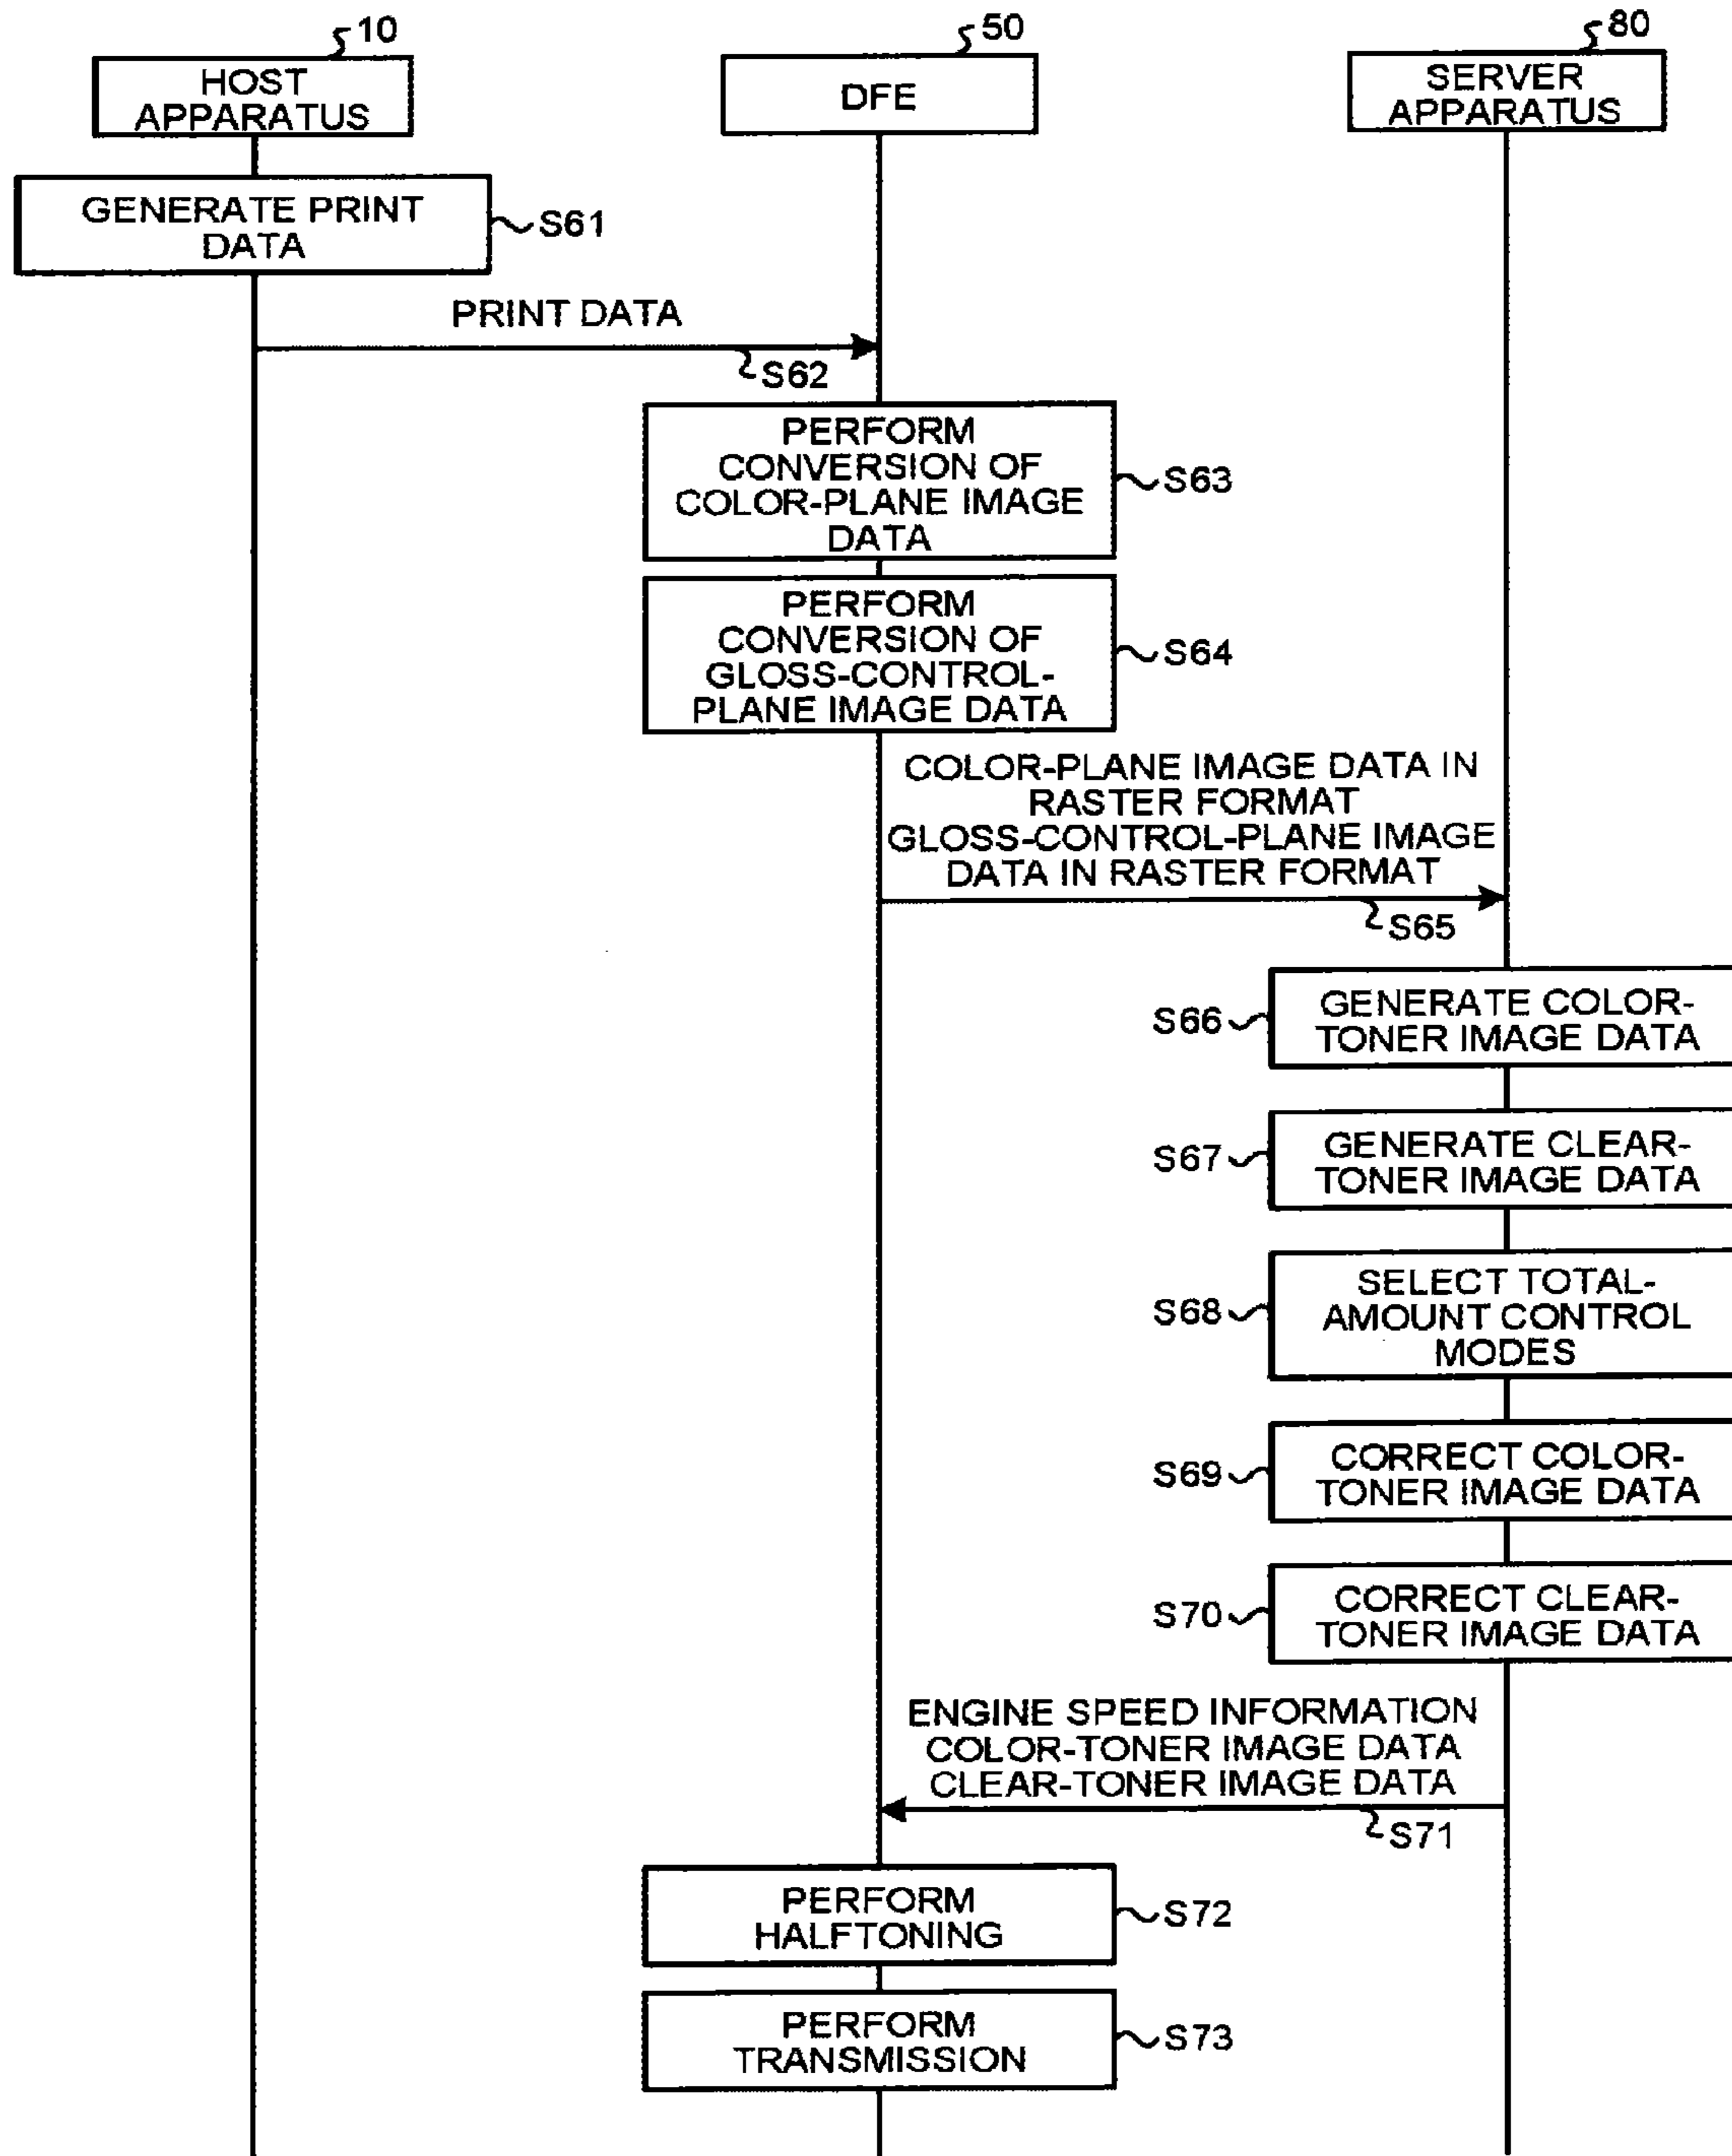 10
50
80
HOST
APPARATUS
DFE
SERVER
APPARATUS
GENERATE PRINT
DATA
S61
PRINT DATA
S62
PERFORM
CONVERSION OF
COLOR-PLANE IMAGE
DATA
S63
PERFORM
CONVERSION OF
GLOSS-CONTROL-
PLANE IMAGE DATA
S64
COLOR-PLANE IMAGE DATA IN
RASTER FORMAT
GLOSS-CONTROL-PLANE IMAGE
DATA IN RASTER FORMAT
S65
S66
GENERATE COLOR-
TONER IMAGE DATA
S67
GENERATE CLEAR-
TONER IMAGE DATA
S68
SELECT TOTAL-
AMOUNT CONTROL
MODES
S69
CORRECT COLOR-
TONER IMAGE DATA
S70
CORRECT CLEAR-
TONER IMAGE DATA
ENGINE SPEED INFORMATION
COLOR-TONER IMAGE DATA
CLEAR-TONER IMAGE DATA
S71
PERFORM
HALFTONING
S72
PERFORM
TRANSMISSION
S73